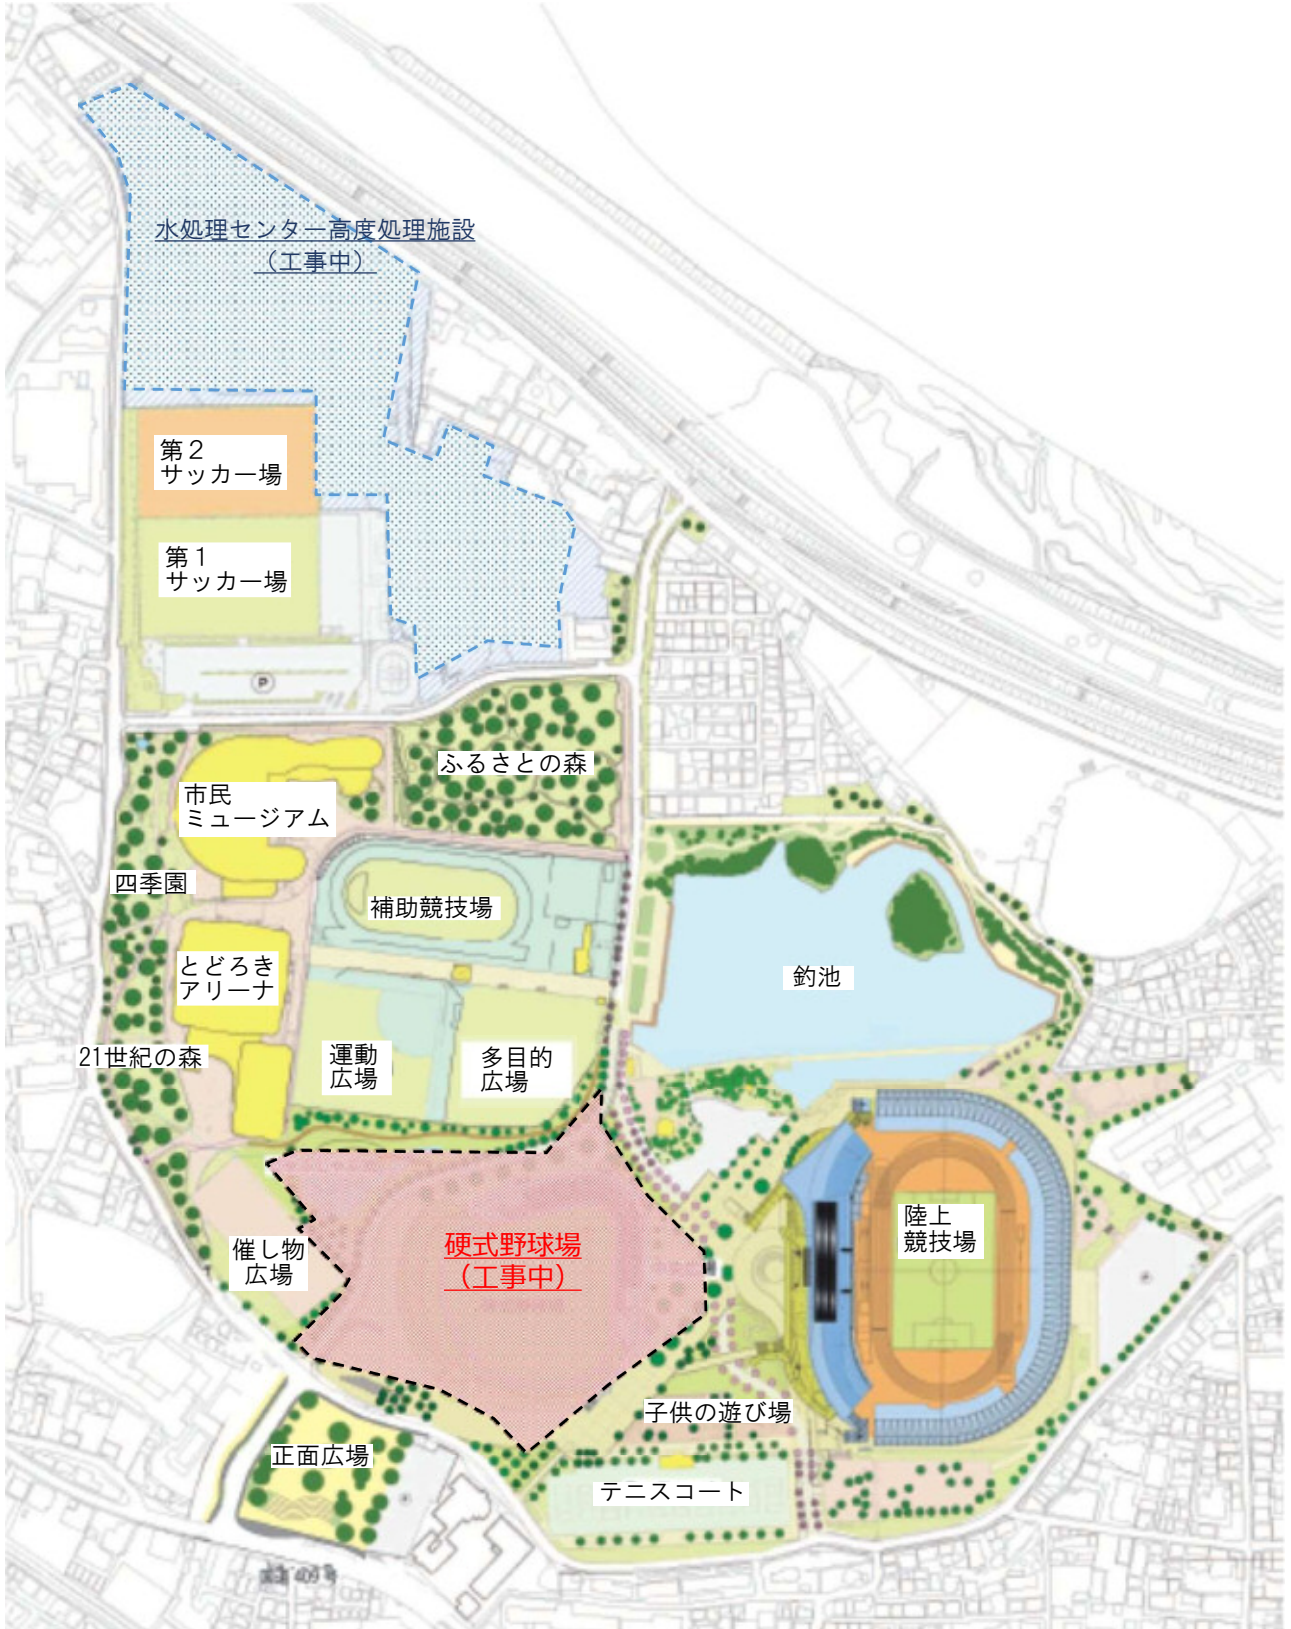 水処理センター高度処理施設
（工事中）
第２
サッカー場
第１
サッカー場
P
ふるさとの森
市民
ミュージアム
四季園
補助競技場
とどろき
アリーナ
釣池
21世紀の森
運動
広場
多目的
広場
陸上
競技場
催し物
広場
硬式野球場
（工事中）
子供の遊び場
正面広場
テニスコート